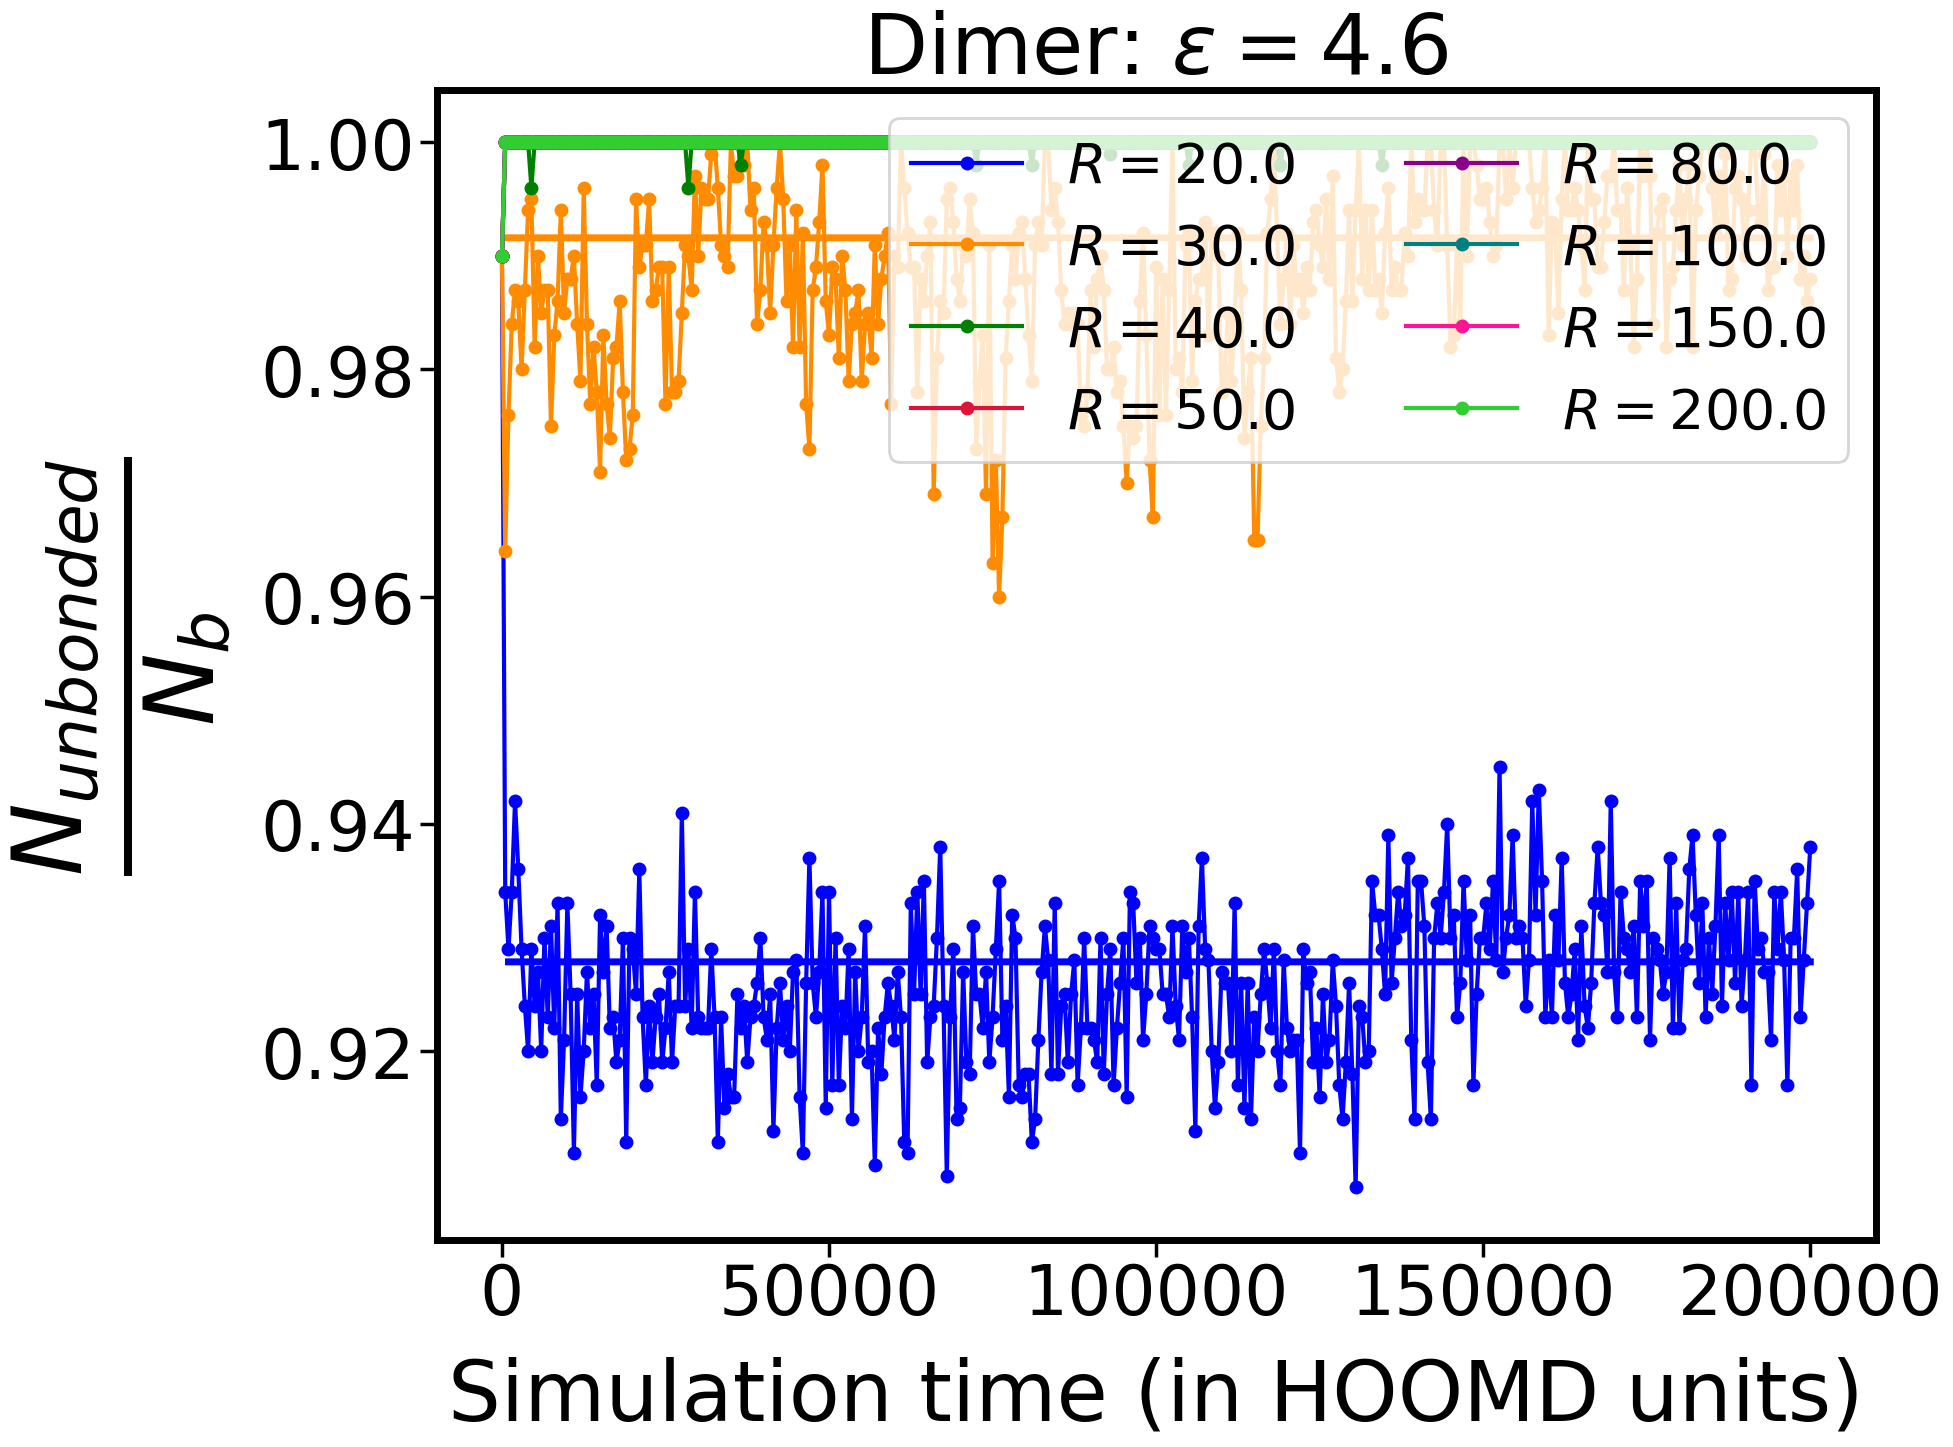 Dimer: ε = 4.6
N_unbonded
N_b
1.00
0.98
0.96
0.94
0.92
R = 20.0
R = 30.0
R = 40.0
R = 50.0
R = 80.0
R = 100.0
R = 150.0
R = 200.0
0 50000 100000 150000 200000
Simulation time (in HOOMD units)